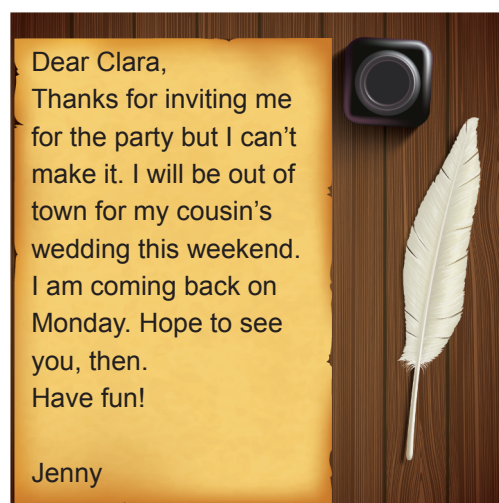 Dear Clara,
Thanks for inviting me
for the party but I can’t
make it. I will be out of
town for my cousin’s
wedding this weekend.
I am coming back on
Monday. Hope to see
you, then.
Have fun!
Jenny